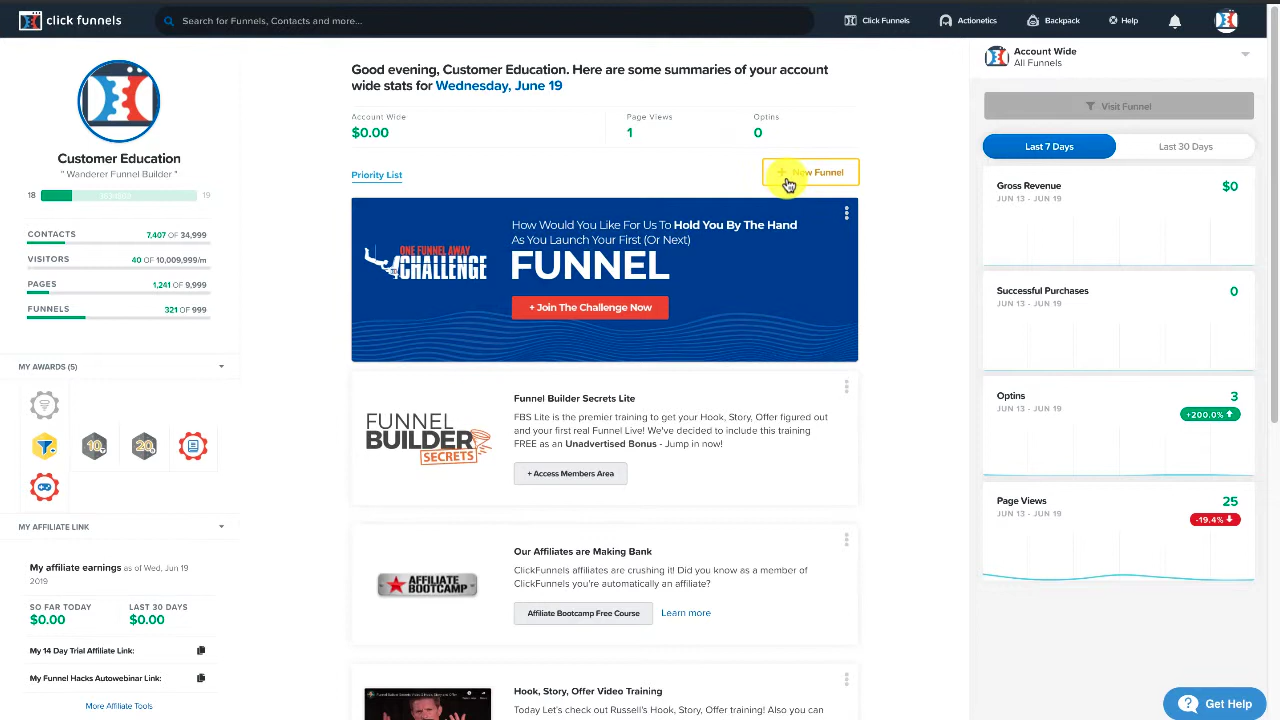 click funnels
Search for Funnels, Contacts and more...
Click Funnels
Actionetics
Backpack
Help
Customer Education
" Wanderer Funnel Builder "
18
19
CONTACTS
7,407 OF 34,999
VISITORS
40 OF 10,009,999/m
PAGES
1,241 OF 9,999
FUNNELS
321 OF 999
MY AWARDS (5)
10
20
MY AFFILIATE LINK
My affiliate earnings as of Wed, Jun 19
2019
SO FAR TODAY
$0.00
LAST 30 DAYS
$0.00
My 14 Day Trial Affiliate Link:
My Funnel Hacks Autowebinar Link:
More Affiliate Tools
Good evening, Customer Education. Here are some summaries of your account
wide stats for Wednesday, June 19
Account Wide
$0.00
Page Views
1
Optins
0
Priority List
+ New Funnel
ONE FUNNEL AWAY
CHALLENGE
How Would You Like For Us To Hold You By The Hand
As You Launch Your First (Or Next)
FUNNEL
+ Join The Challenge Now
FUNNEL
BUILDER
SECRETS
Funnel Builder Secrets Lite
FBS Lite is the premier training to get your Hook, Story, Offer figured out
and your first real Funnel Live! We've decided to include this training
FREE as an Unadvertised Bonus - Jump in now!
+ Access Members Area
AFFILIATE
BOOTCAMP
Our Affiliates are Making Bank
ClickFunnels affiliates are crushing it! Did you know as a member of
ClickFunnels you're automatically an affiliate?
Affiliate Bootcamp Free Course
Learn more
Hook, Story, Offer Video Training
Today Let's check out Russell's Hook, Story, Offer training! Also you can
Account Wide
All Funnels
Visit Funnel
Last 7 Days
Last 30 Days
Gross Revenue
$0
JUN 13 - JUN 19
Successful Purchases
0
JUN 13 - JUN 19
Optins
3
JUN 13 - JUN 19
+200.0%
Page Views
25
JUN 13 - JUN 19
-19.4%
Get Help